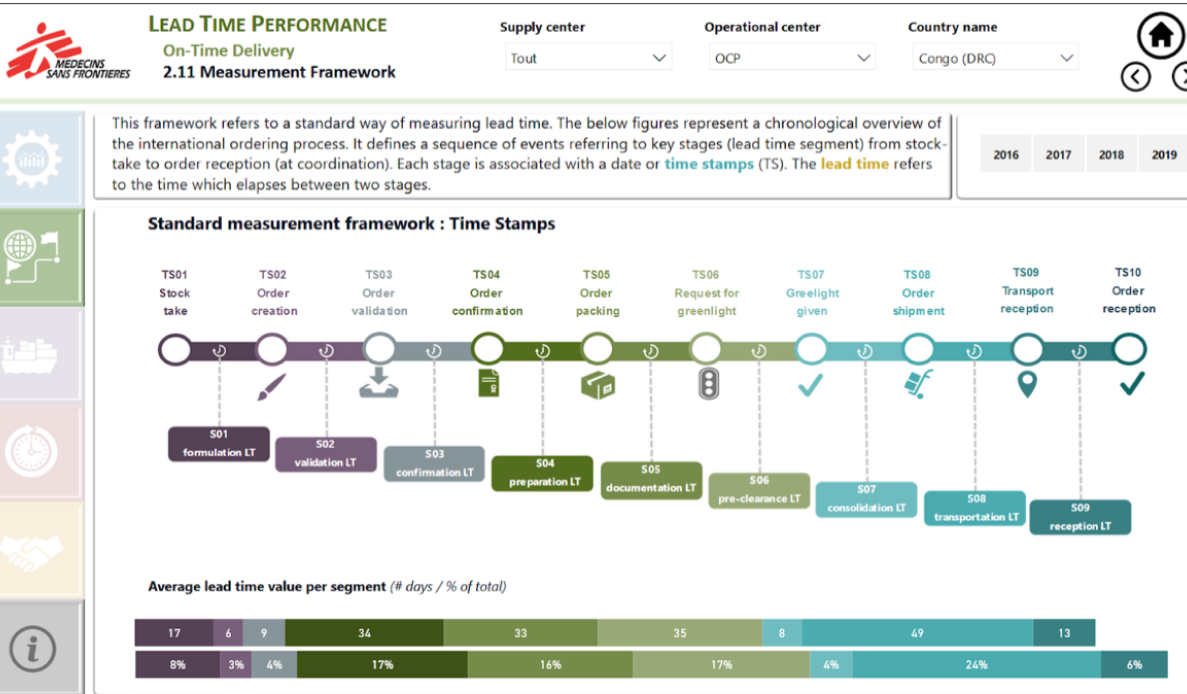 MEDECINS
SANS FRONTIERES
LEAD TIME PERFORMANCE
On-Time Delivery
2.11 Measurement Framework
Supply center
Tout
Operational center
OCP
Country name
Congo (DRC)
This framework refers to a standard way of measuring lead time. The below figures represent a chronological overview of
the international ordering process. It defines a sequence of events referring to key stages (lead time segment) from stock-
take to order reception (at coordination). Each stage is associated with a date or time stamps (TS). The lead time refers
to the time which elapses between two stages.
2016 2017 2018 2019
Standard measurement framework : Time Stamps
TS01
Stock
take
TS02
Order
creation
TS03
Order
validation
TS04
Order
confirmation
TS05
Order
packing
TS06
Request for
greenlight
TS07
Greelight
given
TS08
Order
shipment
TS09
Transport
reception
TS10
Order
reception
S01
formulation LT
S02
validation LT
S03
confirmation LT
S04
preparation LT
S05
documentation LT
S06
pre-clearance LT
S07
consolidation LT
S08
transportation LT
S09
reception LT
Average lead time value per segment (# days / % of total)
17 6 9 34 33 35 8 49 13
8% 3% 4% 17% 16% 17% 4% 24% 6%